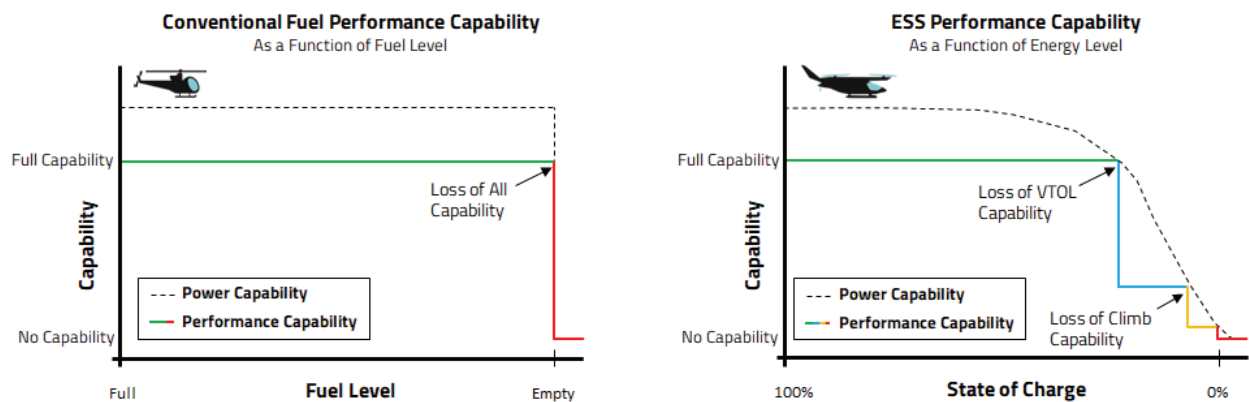 Conventional Fuel Performance Capability
As a Function of Fuel Level
Full Capability
Loss of All
Capability
Capability
Power Capability
Performance Capability
No Capability
Full
Fuel Level
Empty
ESS Performance Capability
As a Function of Energy Level
Full Capability
Loss of VTOL
Capability
Capability
Power Capability
Performance Capability
Loss of Climb
Capability
No Capability
100%
State of Charge
0%